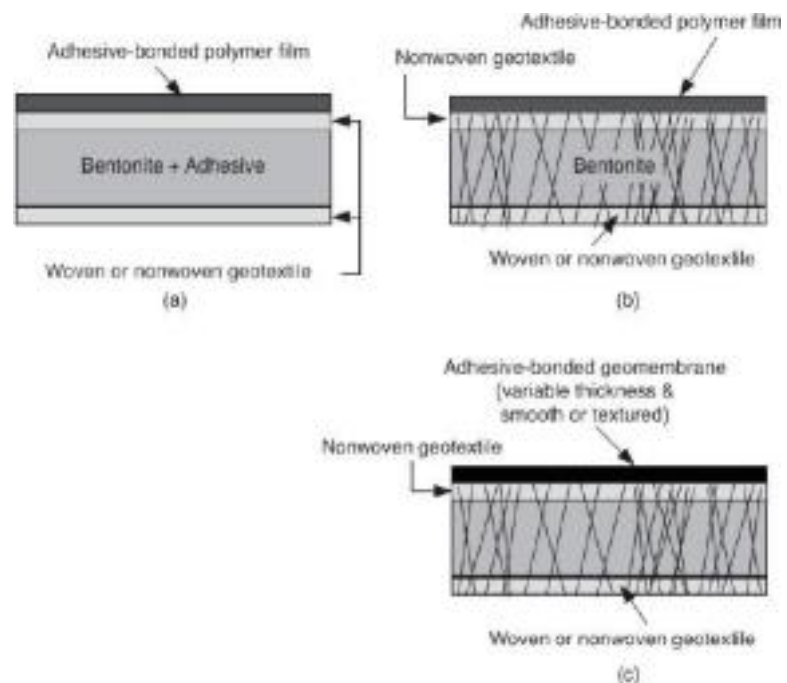 Adhesive-bonded polymer film
Bentonite + Adhesive
Woven or nonwoven geotextile
(a)
Adhesive-bonded polymer film
Nonwoven geotextile
Bentonite
Woven or nonwoven geotextile
(b)
Adhesive-bonded geomembrane
(variable thickness &
smooth or textured)
Nonwoven geotextile
Woven or nonwoven geotextile
(c)